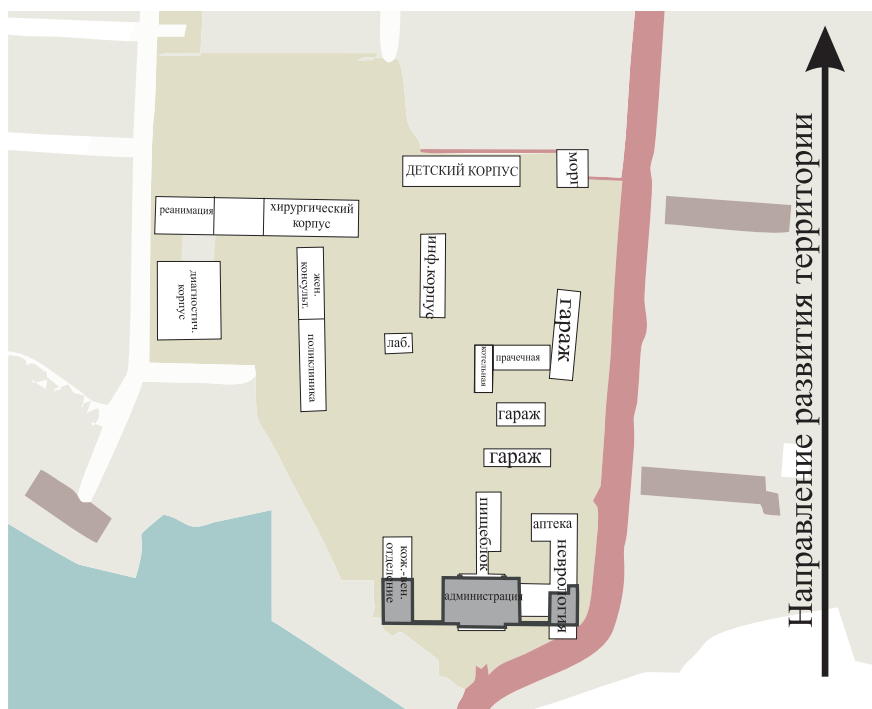 ДЕТСКИЙ КОРПУС
морг
реанимация
хирургический
корпус
жен.
консульт.
инф.корпус
диагностич.
корпус
гараж
лаб.
поликлиника
котельная
прачечная
гараж
гараж
пищеблок
аптека
неврология
кож.-вен.
отделение
администрация
Направление развития территории